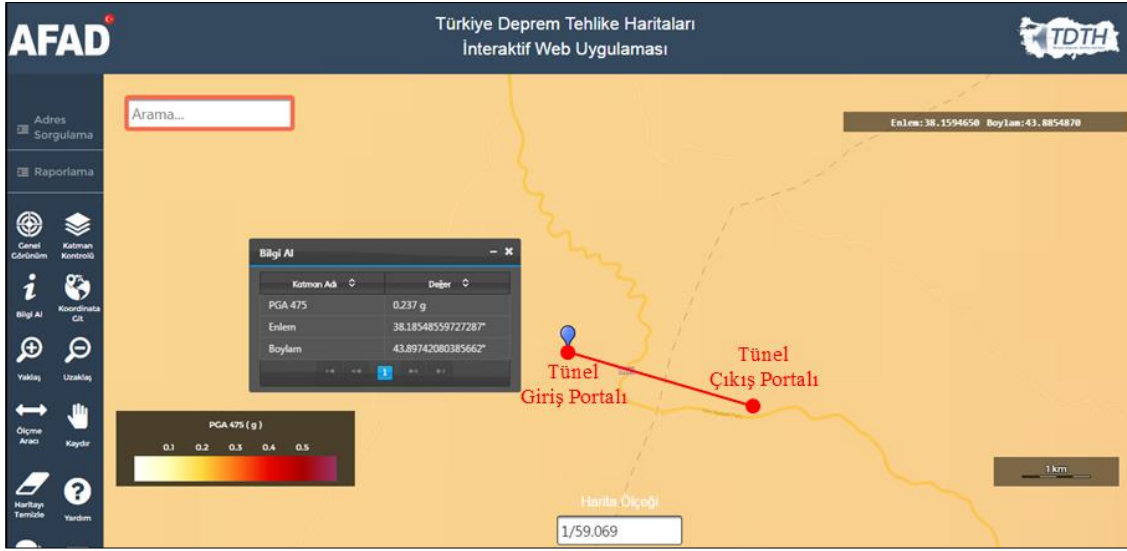 AFAD
Türkiye Deprem Tehlike Haritaları
İnteraktif Web Uygulaması
TDTH
Adres
Sorgulama
Raporlama
Genel
Görünüm
Katman
Kontrolü
Bilgi Al
Koordinata
Git
Yaklaş
Uzaklaş
Ölçme
Aracı
Kaydır
Haritayı
Temizle
Yardım
Arama...
Enlem:38.1594650 Boylam:43.8854870
Bilgi Al
Katman Adı Değer
PGA 475 0.237 g
Enlem 38.18548559727287°
Boylam 43.89742080385662°
1
Tünel
Giriş Portalı
Tünel
Çıkış Portalı
PGA 475 ( g )
0.1 0.2 0.3 0.4 0.5
1 km
Harita Ölçeği
1/59.069